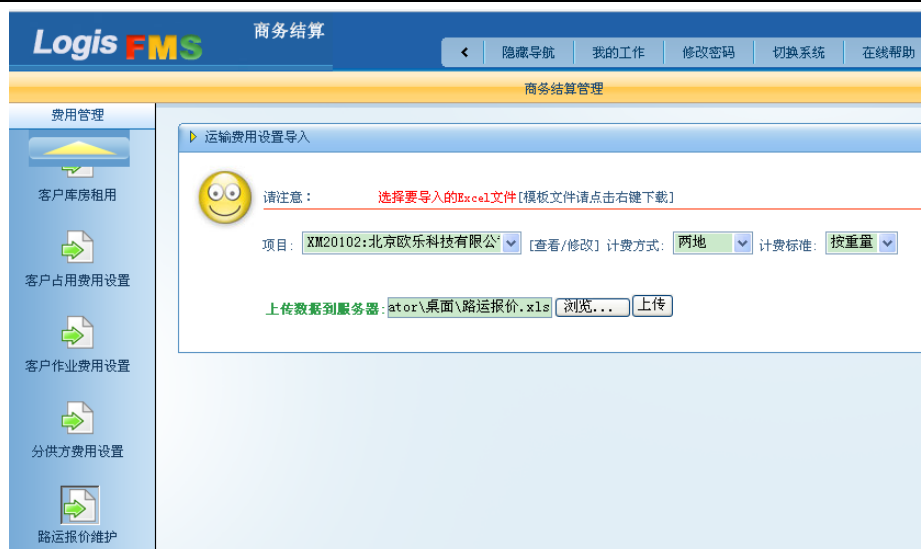 Logis FMS
商务结算
隐藏导航 我的工作 修改密码 切换系统 在线帮助
商务结算管理
费用管理
客户库房租用
客户占用费用设置
客户作业费用设置
分供方费用设置
路运报价维护
运输费用设置导入
请注意： 选择要导入的Excel文件[模板文件请点击右键下载]
项目: XM20102:北京欧乐科技有限公 [查看/修改] 计费方式: 两地 计费标准: 按重量
上传数据到服务器: ator\桌面\路运报价.xls 浏览... 上传